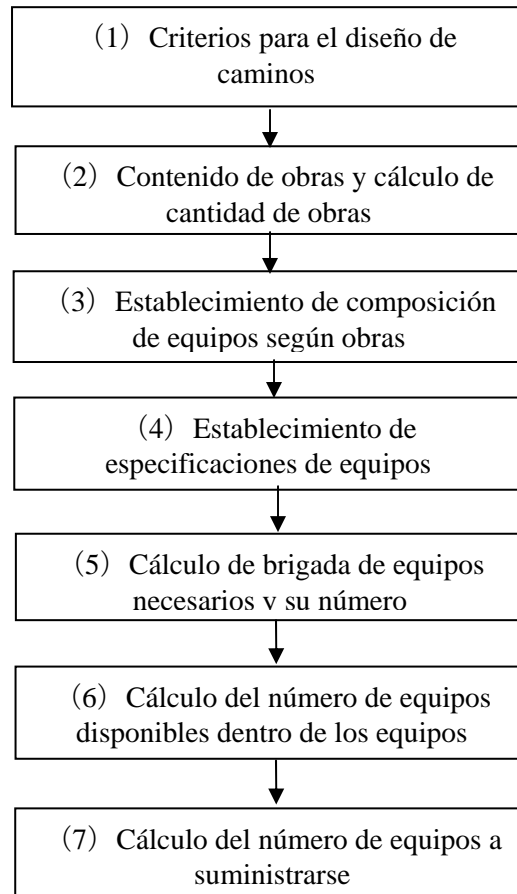 （1） Criterios para el diseño de
caminos
（2） Contenido de obras y cálculo de
cantidad de obras
（3） Establecimiento de composición
de equipos según obras
（4） Establecimiento de
especificaciones de equipos
（5） Cálculo de brigada de equipos
necesarios y su número
（6） Cálculo del número de equipos
disponibles dentro de los equipos
（7） Cálculo del número de equipos a
suministrarse